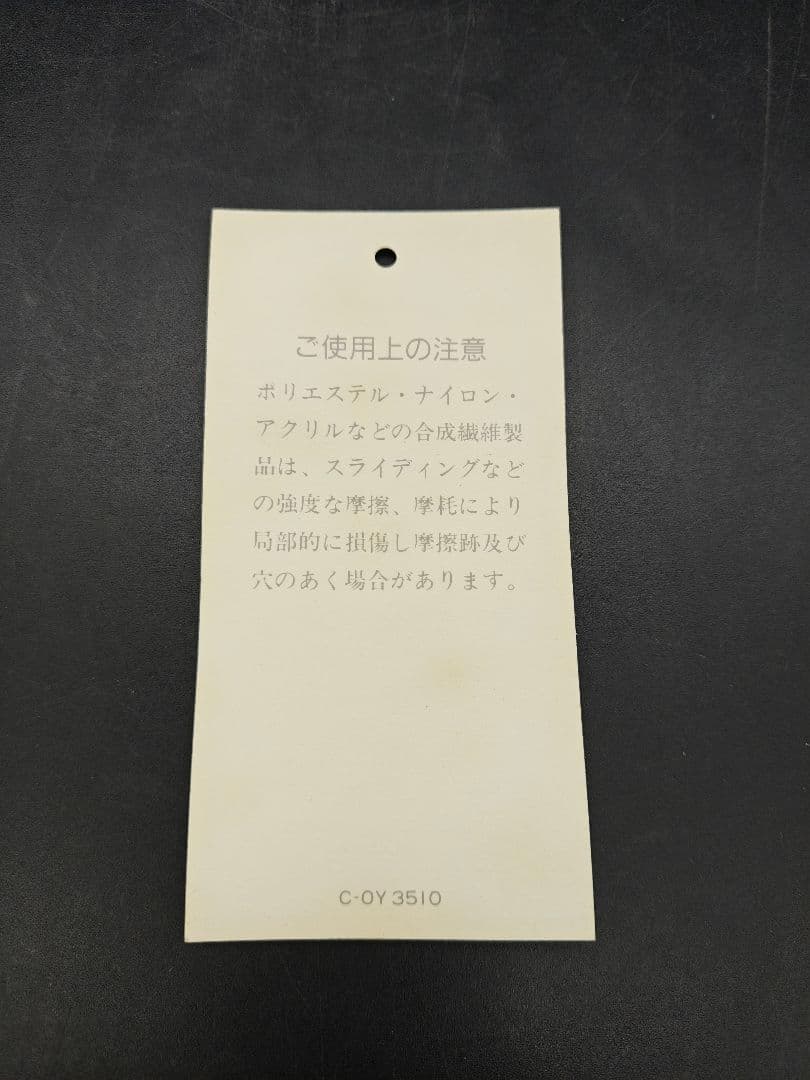 ご使用上の注意
ポリエステル・ナイロン・
アクリルなどの合成繊維製
品は、スライディングなど
の強度な摩擦、摩耗により
局部的に損傷し摩擦跡及び
穴のあく場合があります。
C-OY 3510